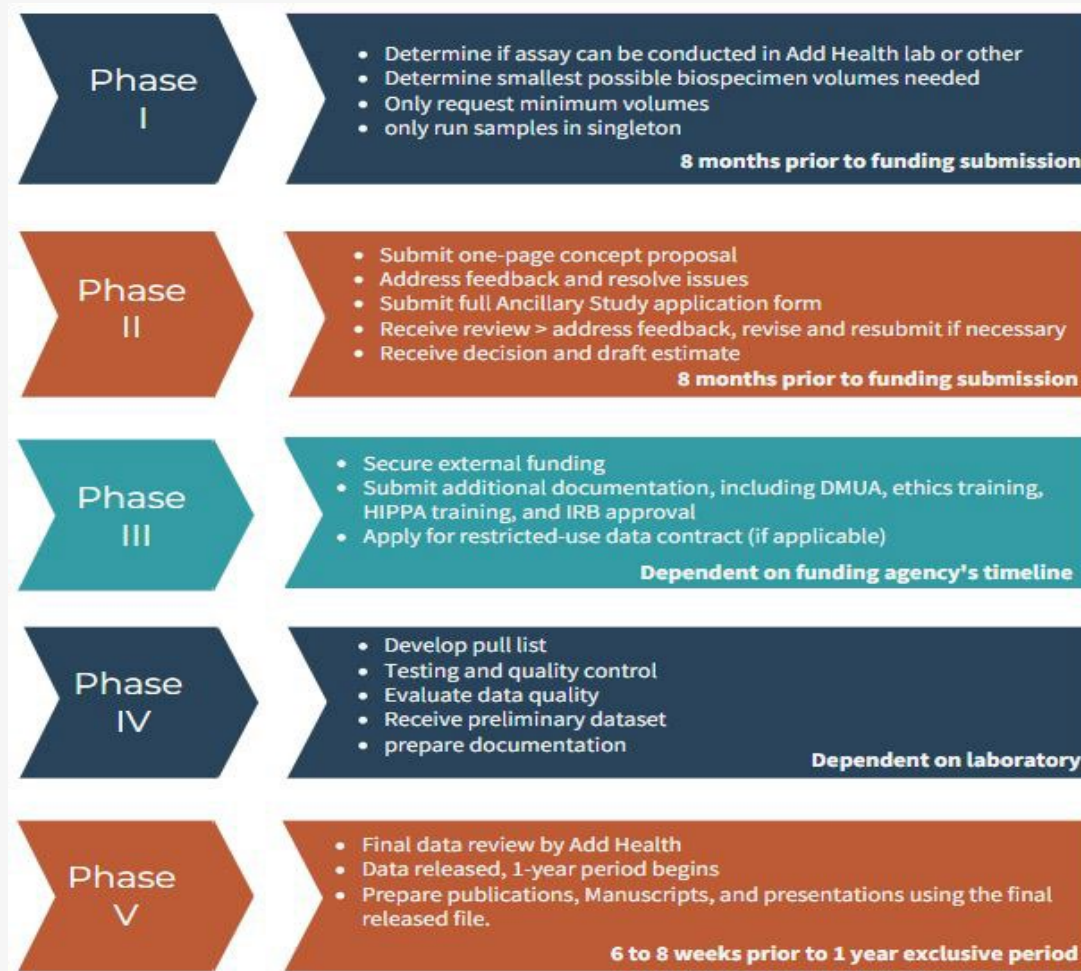 Phase
I
• Determine if assay can be conducted in Add Health lab or other
• Determine smallest possible biospecimen volumes needed
• Only request minimum volumes
• only run samples in singleton
8 months prior to funding submission
Phase
II
• Submit one-page concept proposal
• Address feedback and resolve issues
• Submit full Ancillary Study application form
• Receive review > address feedback, revise and resubmit if necessary
• Receive decision and draft estimate
8 months prior to funding submission
Phase
III
• Secure external funding
• Submit additional documentation, including DMUA, ethics training,
HIPPA training, and IRB approval
• Apply for restricted-use data contract (if applicable)
Dependent on funding agency's timeline
Phase
IV
• Develop pull list
• Testing and quality control
• Evaluate data quality
• Receive preliminary dataset
• prepare documentation
Dependent on laboratory
Phase
V
• Final data review by Add Health
• Data released, 1-year period begins
• Prepare publications, Manuscripts, and presentations using the final
released file.
6 to 8 weeks prior to 1 year exclusive period